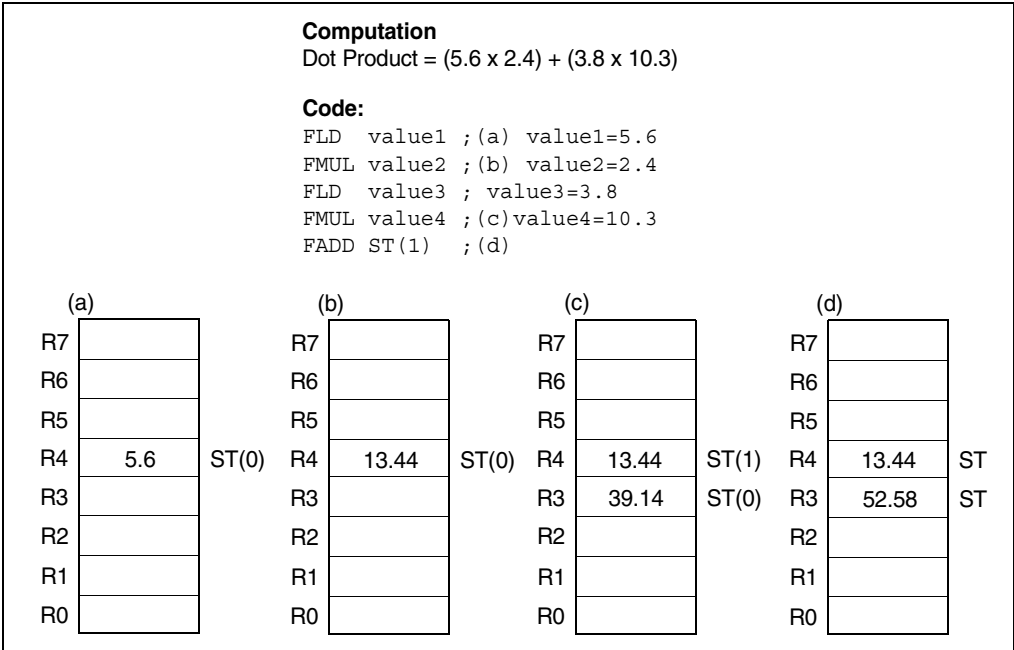 Computation
Dot Product = (5.6 x 2.4) + (3.8 x 10.3)
Code:
FLD value1 ;(a) value1=5.6
FMUL value2 ;(b) value2=2.4
FLD value3 ; value3=3.8
FMUL value4 ;(c)value4=10.3
FADD ST(1) ;(d)
(a) (b) (c) (d)
R7 R7 R7 R7
R6 R6 R6 R6
R5 R5 R5 R5
R4 5.6 ST(0) R4 13.44 ST(0) R4 13.44 ST(1) R4 13.44 ST
R3 R3 R3 39.14 ST(0) R3 52.58 ST
R2 R2 R2 R2
R1 R1 R1 R1
R0 R0 R0 R0